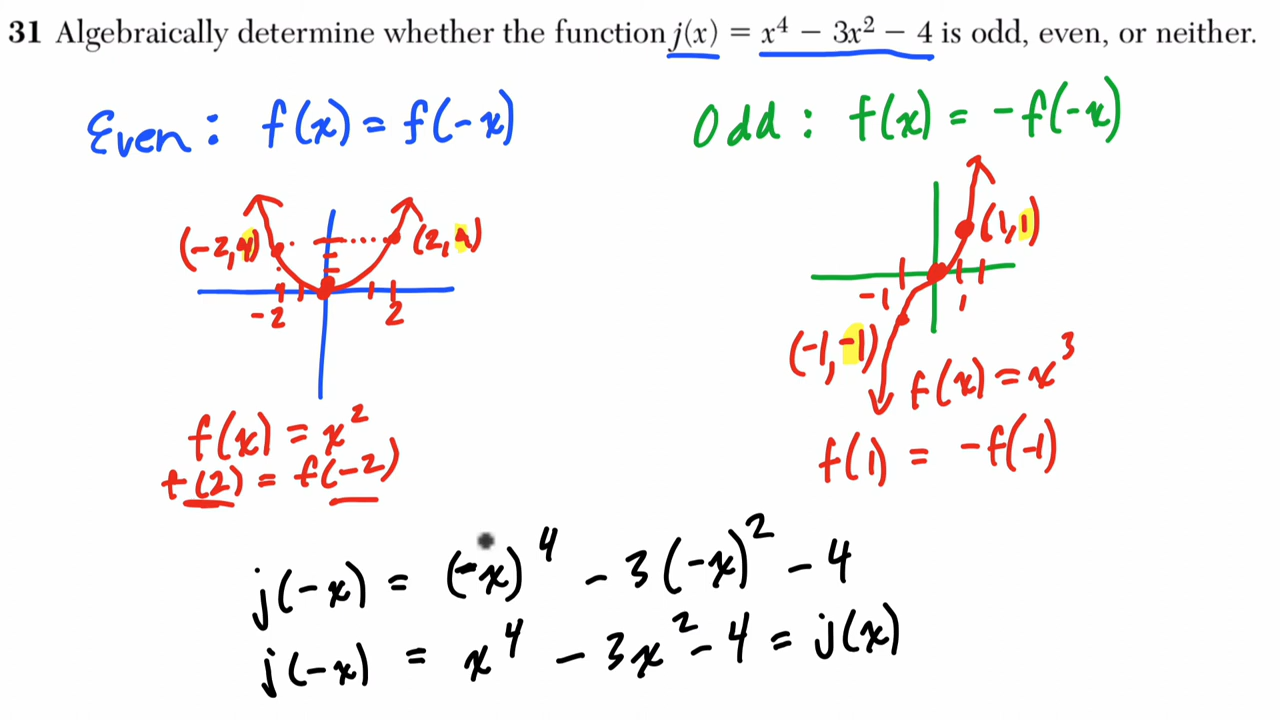 31 Algebraically determine whether the function j(x) = x⁴ − 3x² − 4 is odd, even, or neither.
Even : f(x) = f(-x)
Odd : f(x) = -f(-x)
(-2,4)
(2,4)
-2
2
(1,1)
-1
1
(-1,-1)
f(x) = x³
f(x) = x²
f(2) = f(-2)
f(1) = -f(-1)
j(-x) = (-x)⁴ - 3(-x)² - 4
j(-x) = x⁴ - 3x² - 4 = j(x)